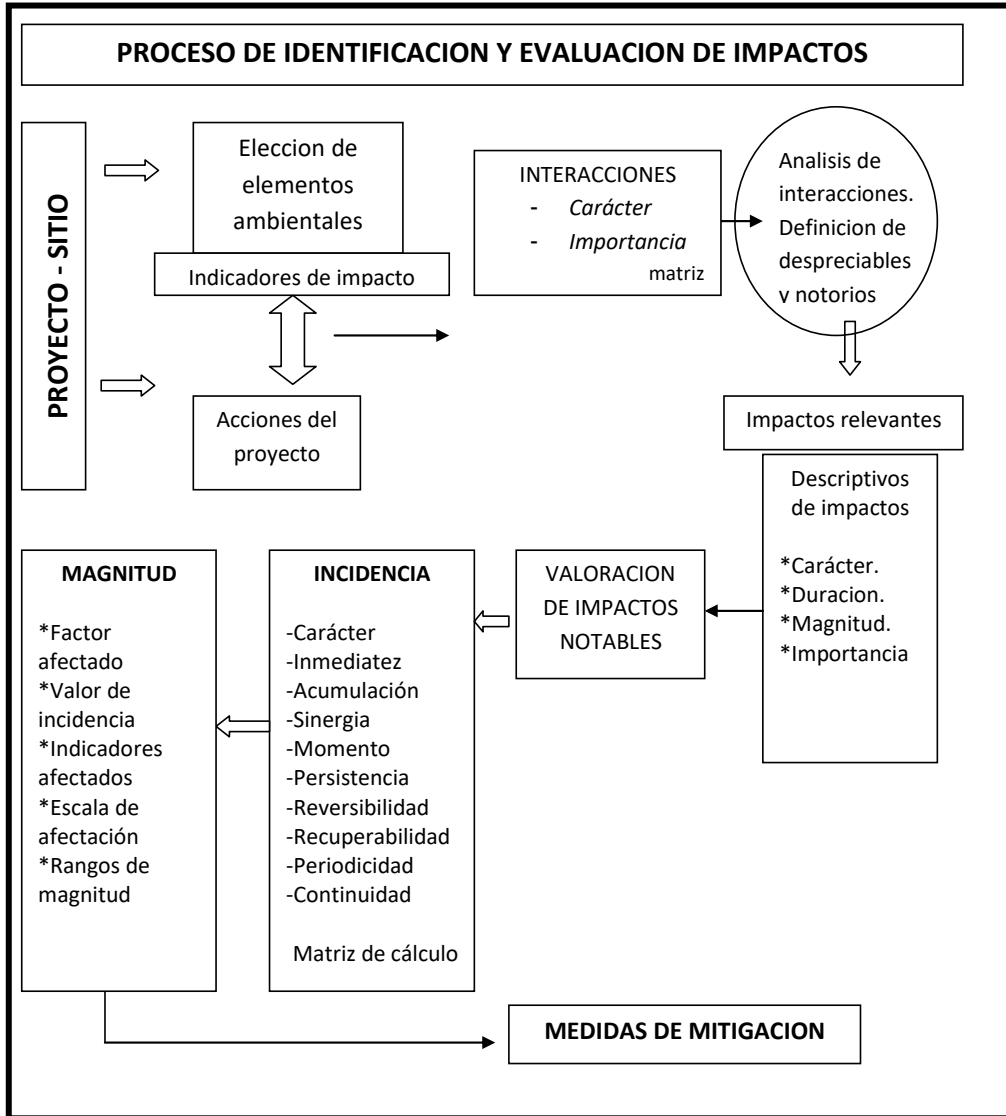 PROCESO DE IDENTIFICACION Y EVALUACION DE IMPACTOS
PROYECTO - SITIO
Eleccion de
elementos
ambientales
Indicadores de impacto
Acciones del
proyecto
INTERACCIONES
- Carácter
- Importancia
matriz
Analisis de
interacciones.
Definicion de
despreciables
y notorios
Impactos relevantes
Descriptivos
de impactos
*Carácter.
*Duracion.
*Magnitud.
*Importancia
VALORACION
DE IMPACTOS
NOTABLES
INCIDENCIA
-Carácter
-Inmediatez
-Acumulación
-Sinergia
-Momento
-Persistencia
-Reversibilidad
-Recuperabilidad
-Periodicidad
-Continuidad
Matriz de cálculo
MAGNITUD
*Factor
afectado
*Valor de
incidencia
*Indicadores
afectados
*Escala de
afectación
*Rangos de
magnitud
MEDIDAS DE MITIGACION